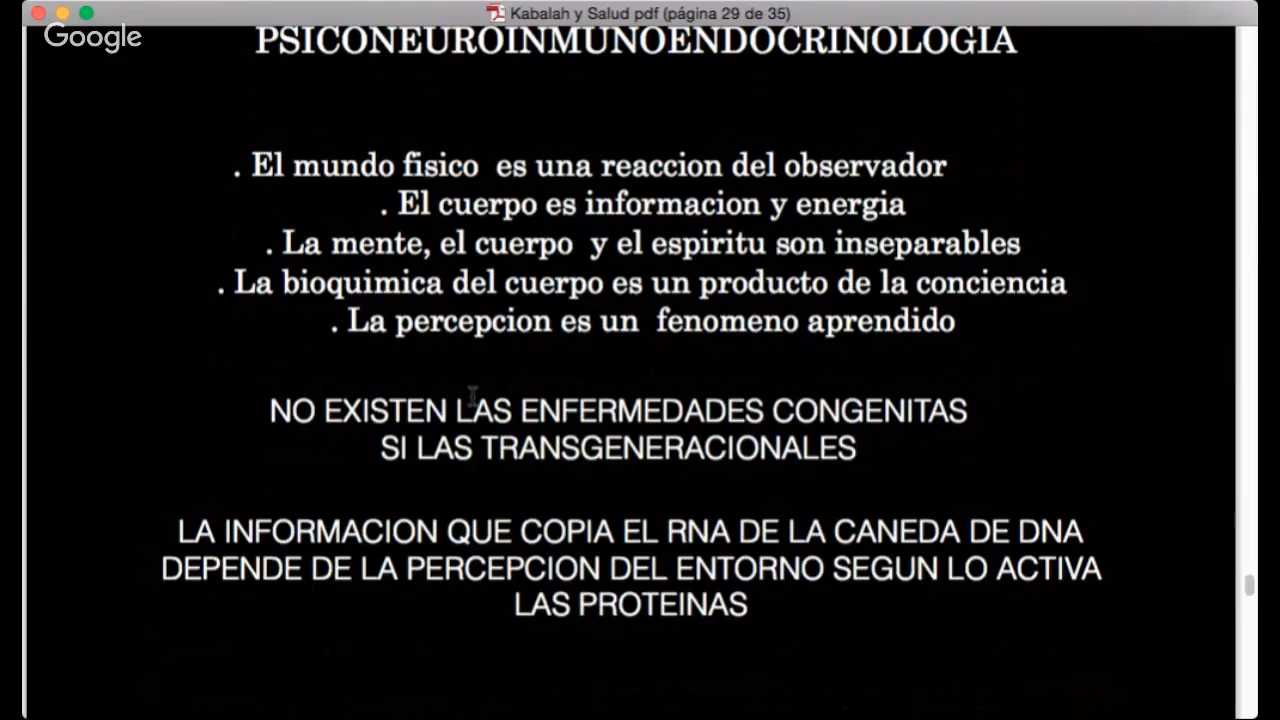 Kabalah y Salud pdf (página 29 de 35)
Google
PSICONEUROINMUNOENDOCRINOLOGIA
. El mundo fisico es una reaccion del observador
. El cuerpo es informacion y energia
. La mente, el cuerpo y el espiritu son inseparables
. La bioquimica del cuerpo es un producto de la conciencia
. La percepcion es un fenomeno aprendido
NO EXISTEN LAS ENFERMEDADES CONGENITAS
SI LAS TRANSGENERACIONALES
LA INFORMACION QUE COPIA EL RNA DE LA CANEDA DE DNA
DEPENDE DE LA PERCEPCION DEL ENTORNO SEGUN LO ACTIVA
LAS PROTEINAS